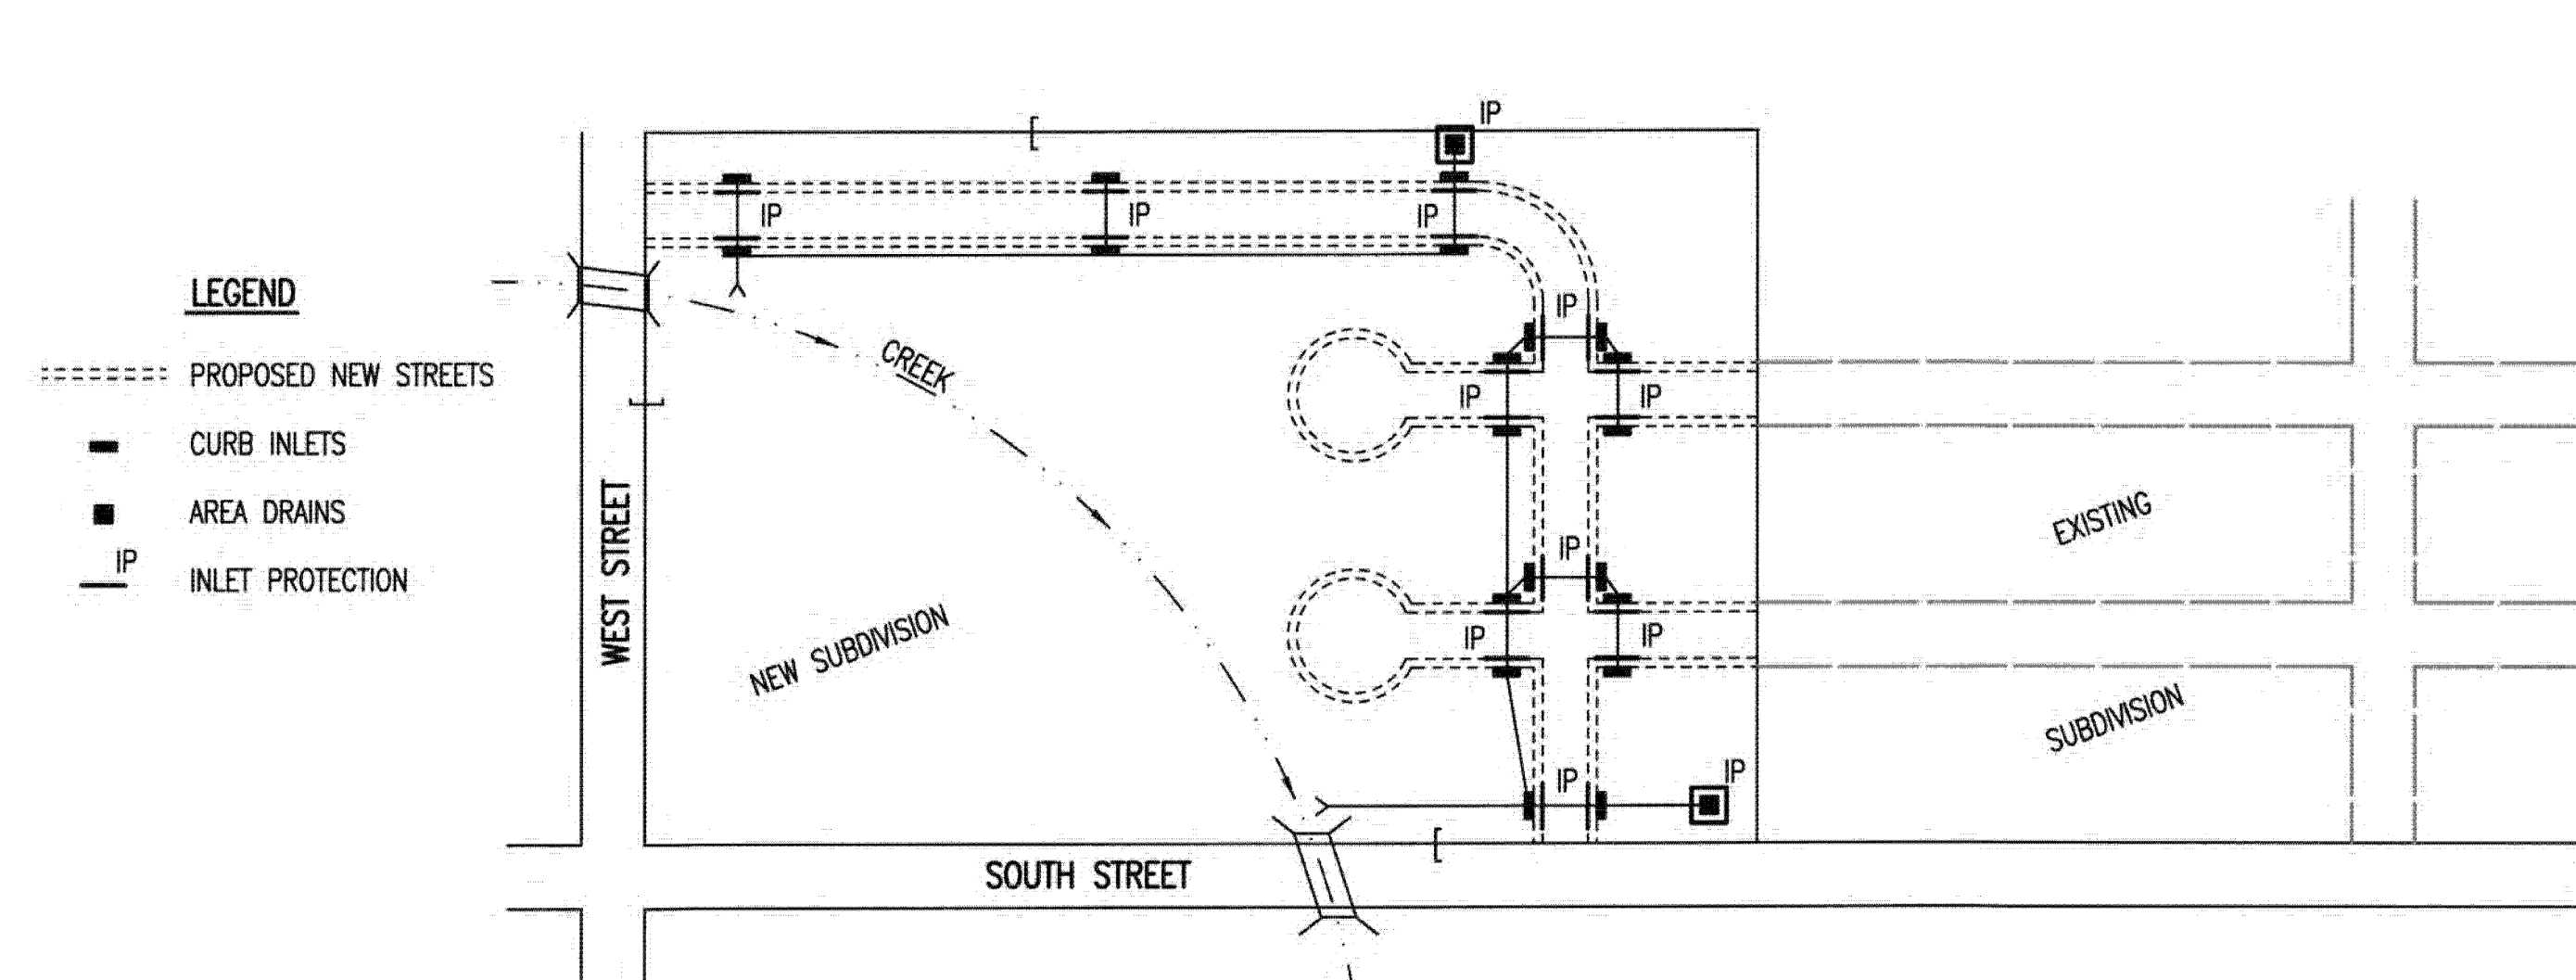 IP
IP
IP
IP
LEGEND
PROPOSED NEW STREETS
CURB INLETS
AREA DRAINS
IP
INLET PROTECTION
WEST STREET
CREEK
NEW SUBDIVISION
IP
IP
IP
IP
IP
IP
IP
IP
EXISTING
SUBDIVISION
SOUTH STREET